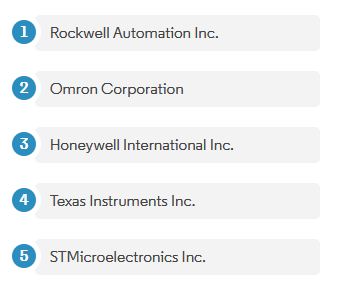 1 Rockwell Automation Inc.
2 Omron Corporation
3 Honeywell International Inc.
4 Texas Instruments Inc.
5 STMicroelectronics Inc.